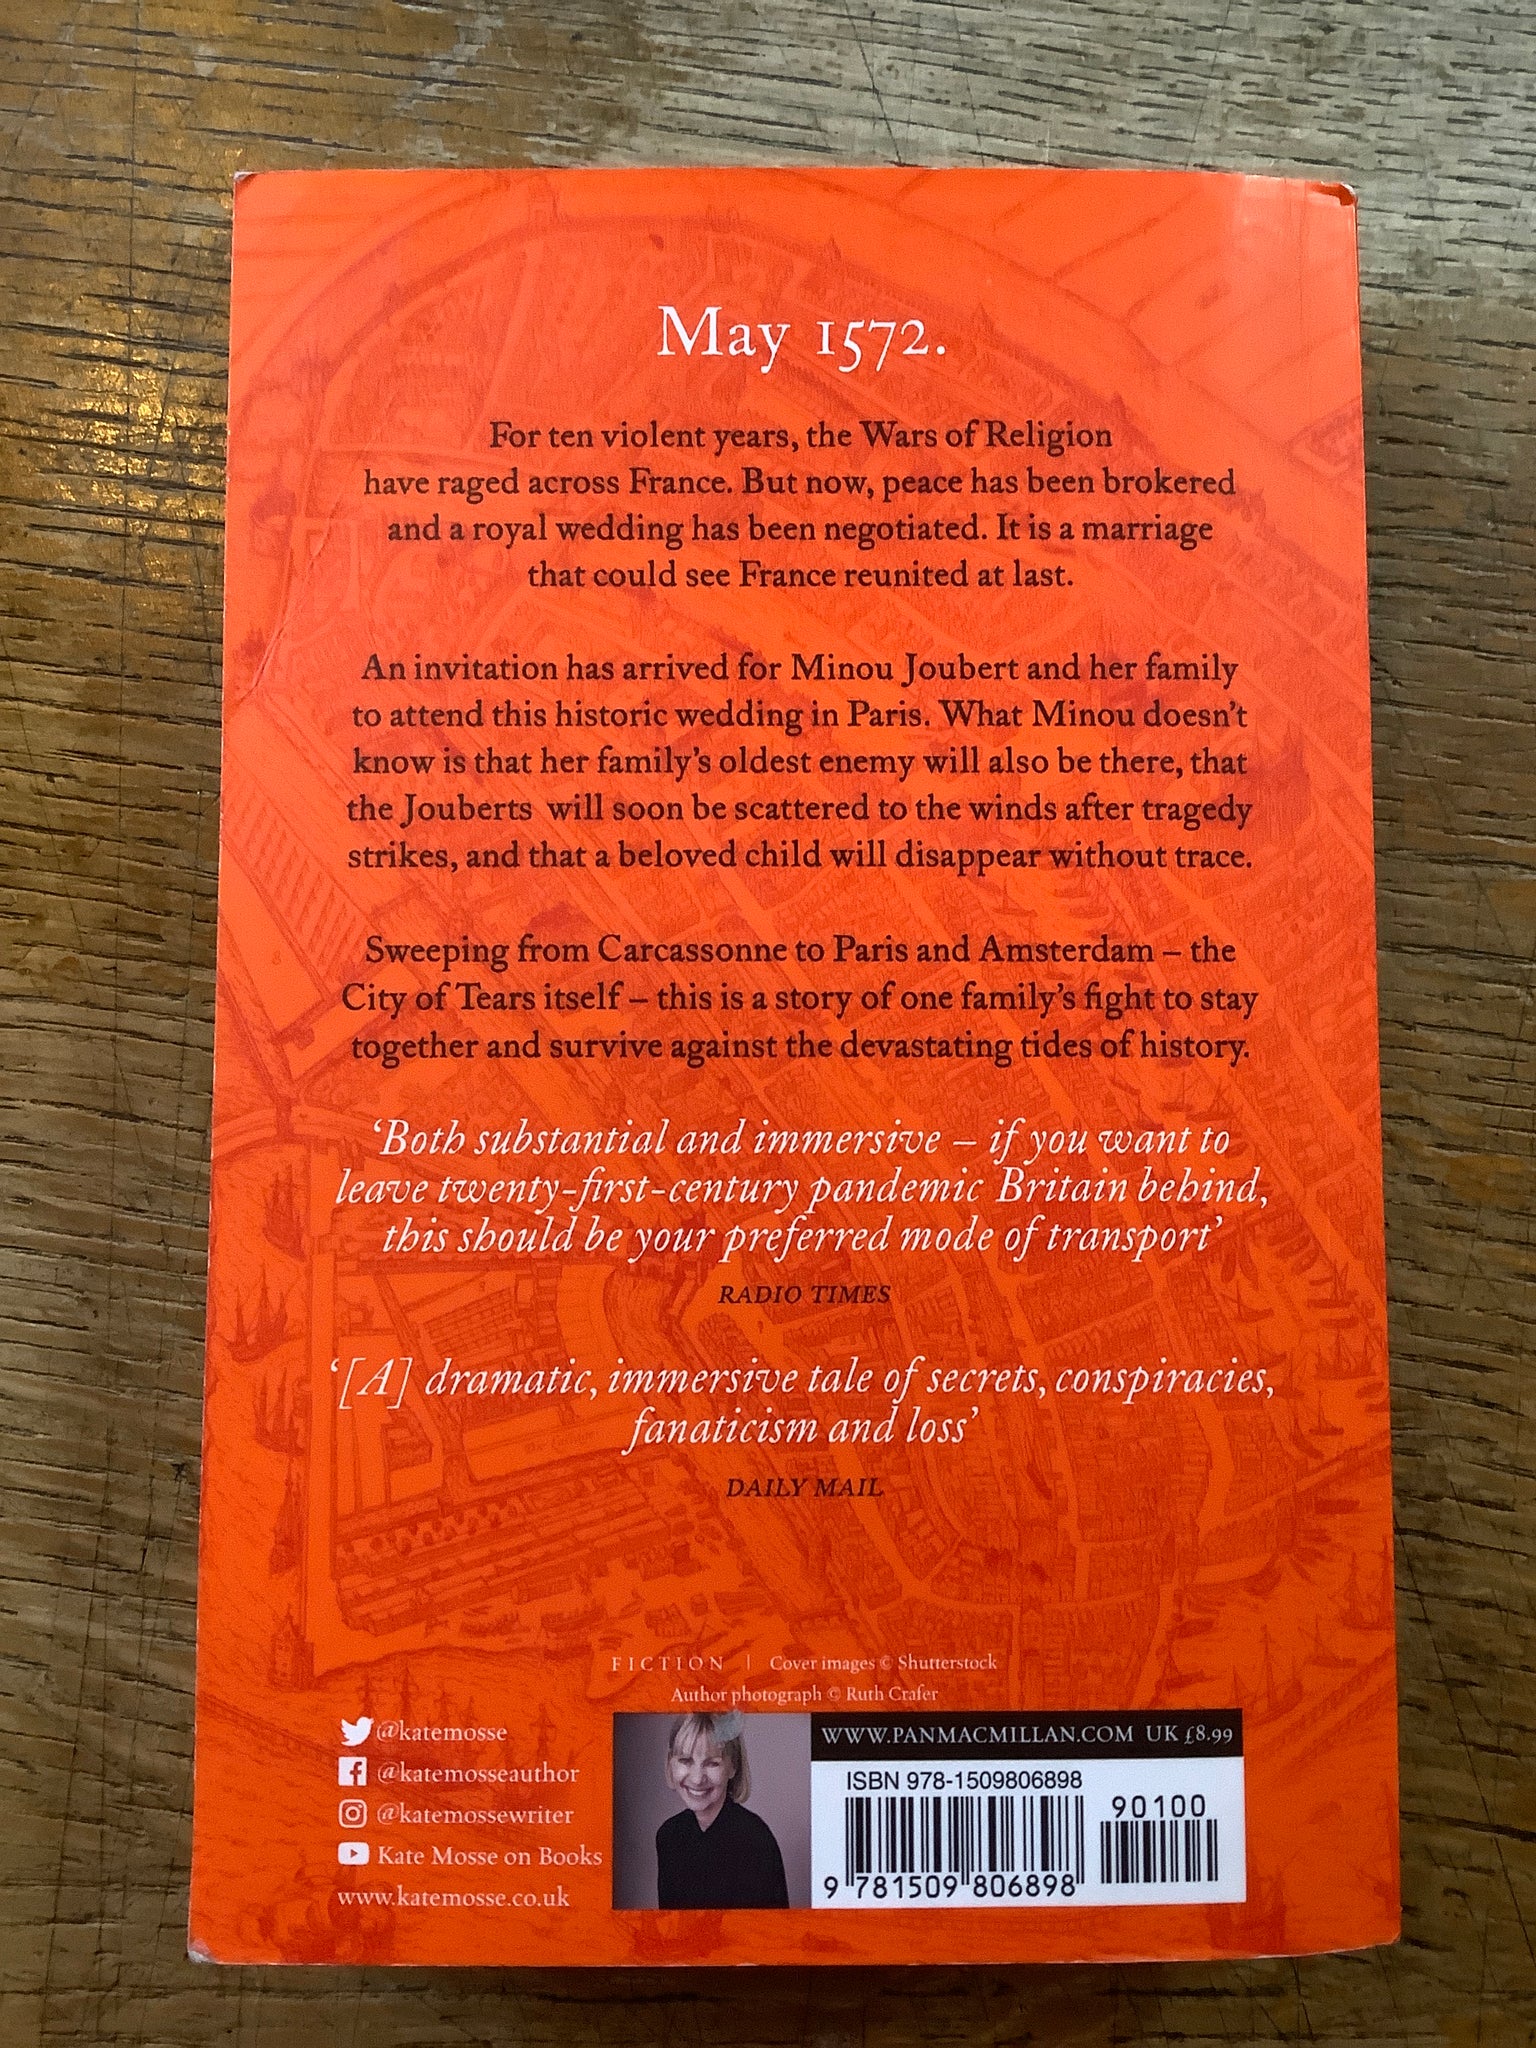 May 1572.
For ten violent years, the Wars of Religion
have raged across France. But now, peace has been brokered
and a royal wedding has been negotiated. It is a marriage
that could see France reunited at last.
An invitation has arrived for Minou Joubert and her family
to attend this historic wedding in Paris. What Minou doesn't
know is that her family's oldest enemy will also be there, that
the Jouberts will soon be scattered to the winds after tragedy
strikes, and that a beloved child will disappear without trace.
Sweeping from Carcassonne to Paris and Amsterdam – the
City of Tears itself – this is a story of one family's fight to stay
together and survive against the devastating tides of history.
‘Both substantial and immersive – if you want to
leave twenty-first-century pandemic Britain behind,
this should be your preferred mode of transport’
RADIO TIMES
‘[A] dramatic, immersive tale of secrets, conspiracies,
fanaticism and loss’
DAILY MAIL
FICTION | Cover images © Shutterstock
Author photograph © Ruth Crafer
@katemosse
@katemosseauthor
@katemossewriter
Kate Mosse on Books
www.katemosse.co.uk
WWW.PANMACMILLAN.COM UK £8.99
ISBN 978-1509806898
90100
9 781509 806898